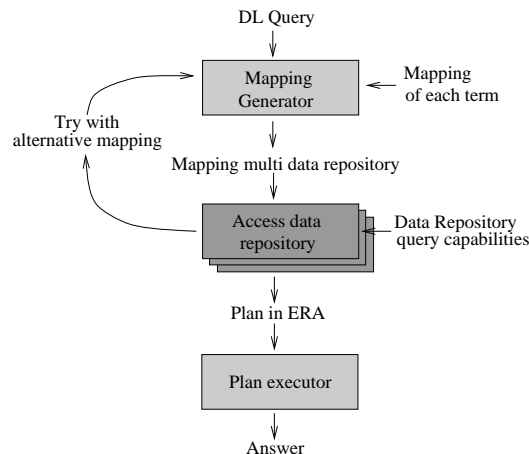 DL Query
Mapping
Generator
Mapping
of each term
Try with
alternative mapping
Mapping multi data repository
Access data
repository
Data Repository
query capabilities
Plan in ERA
Plan executor
Answer